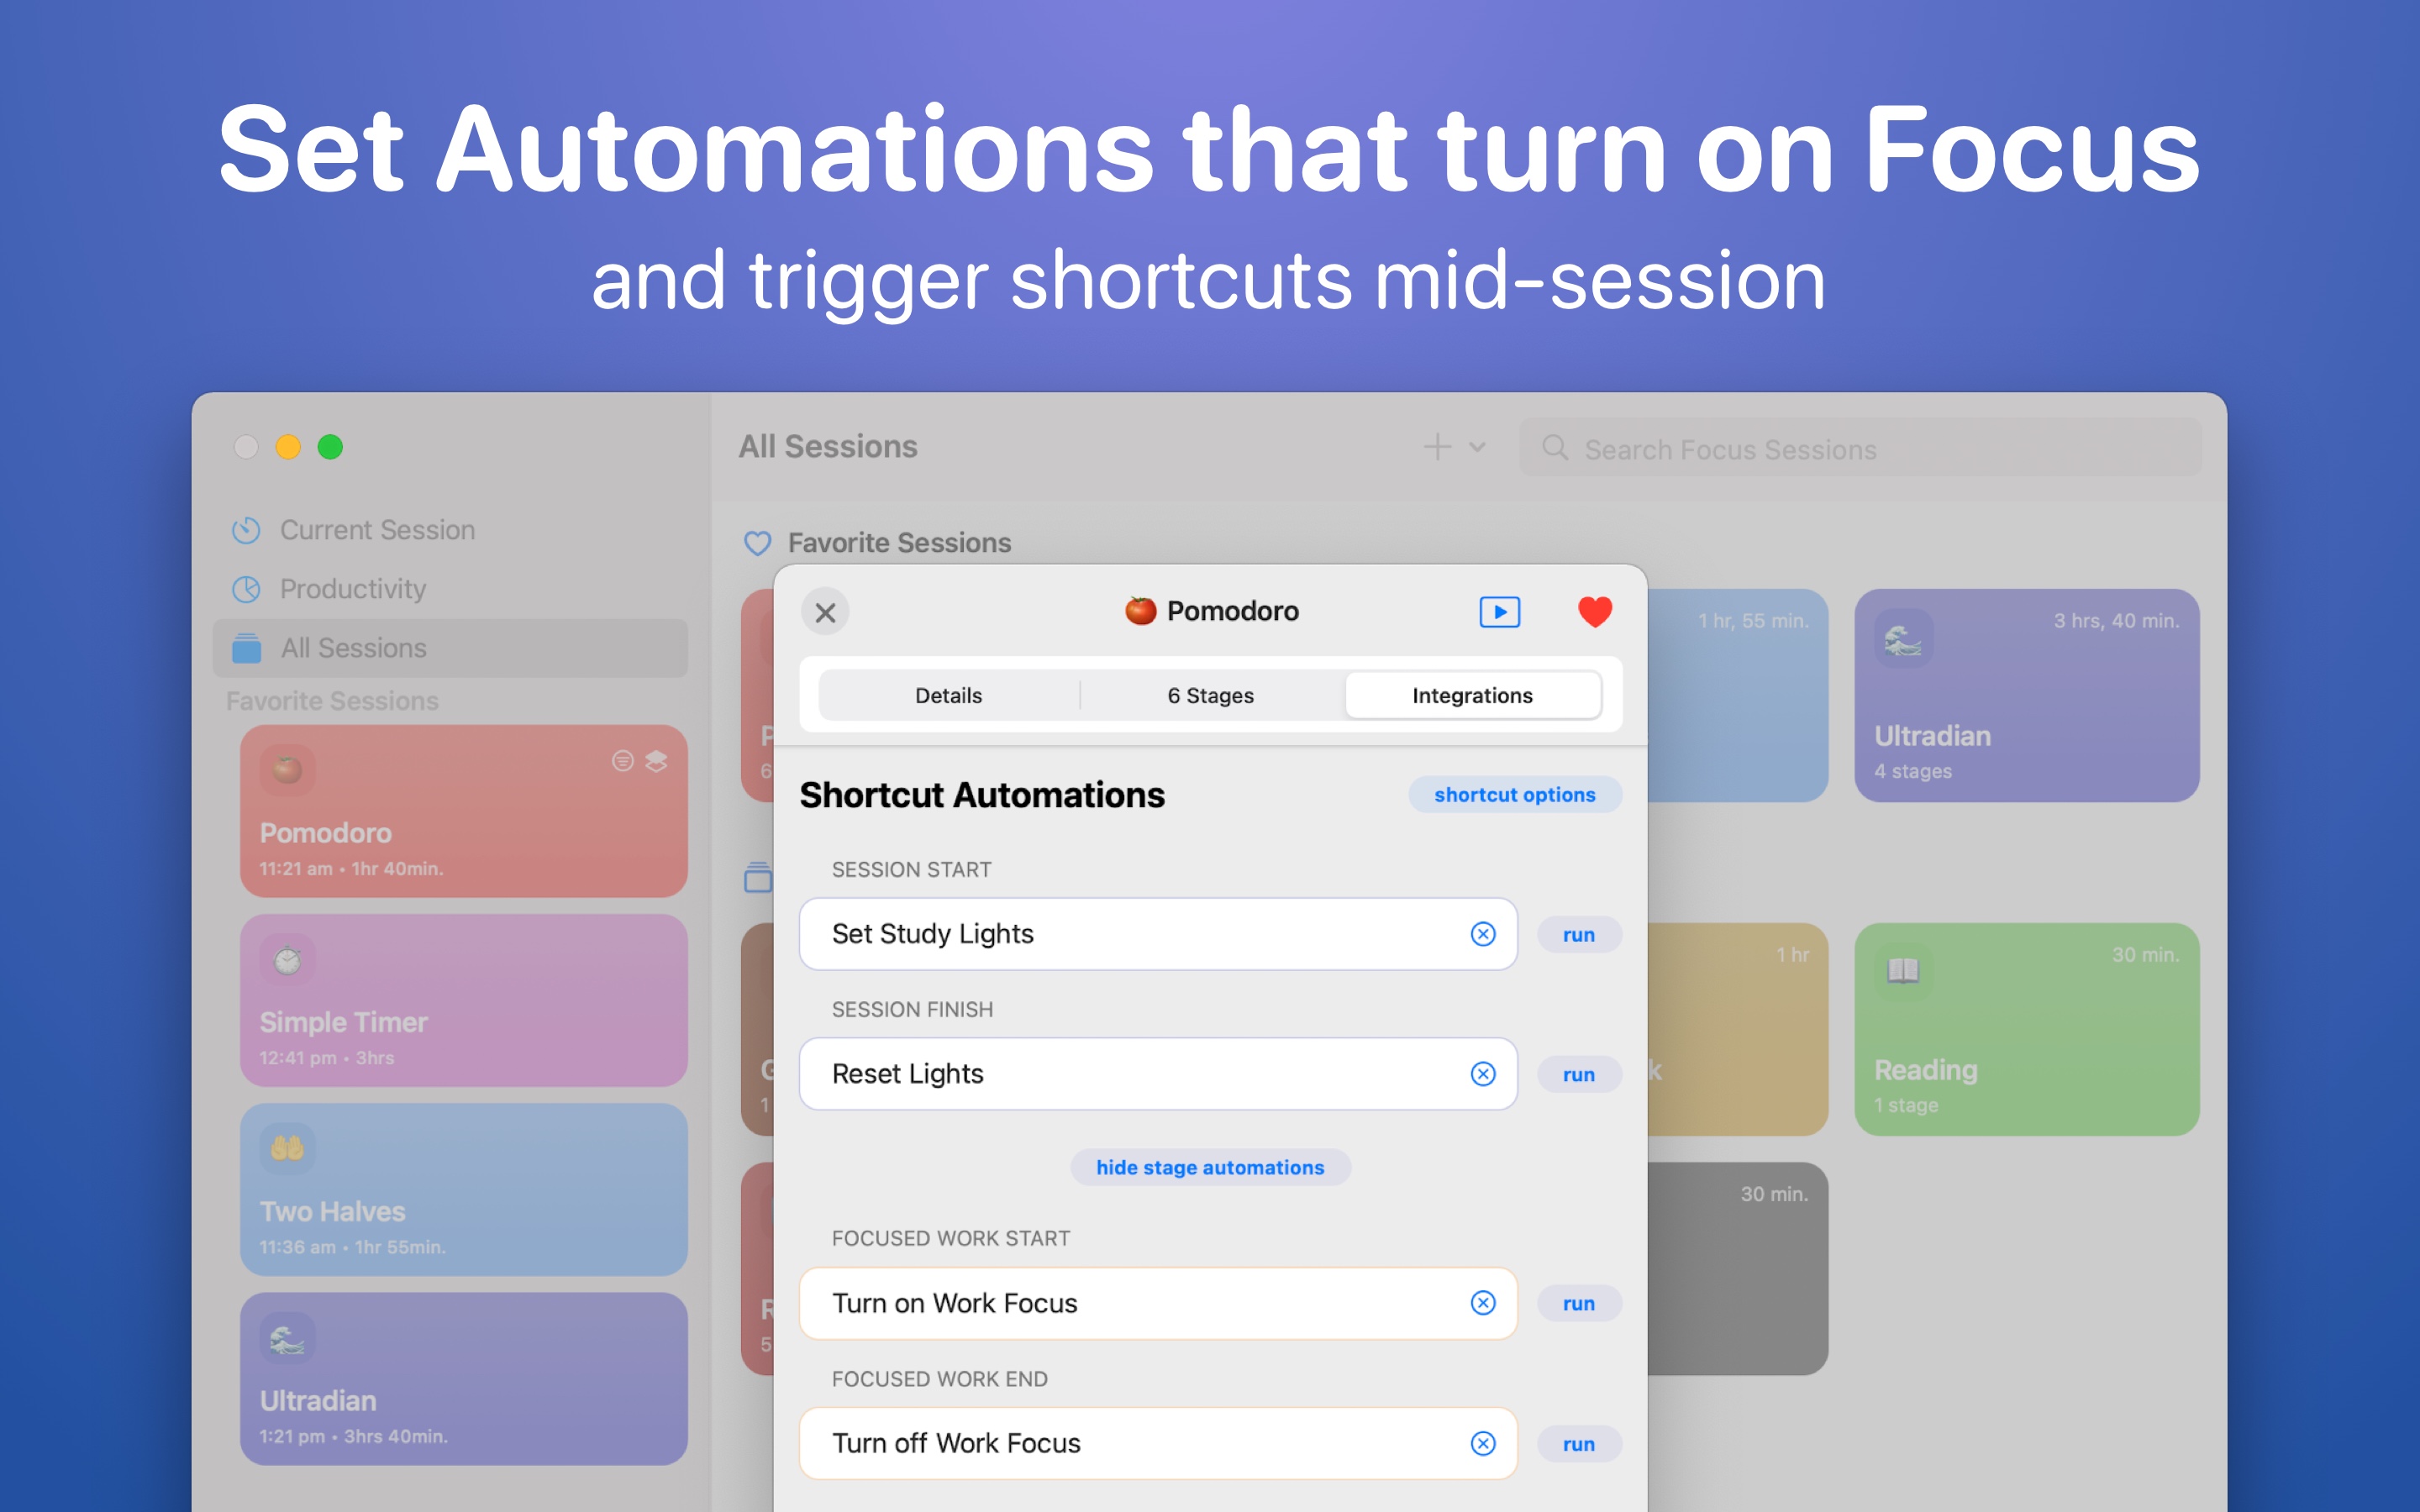 Set Automations that turn on Focus
and trigger shortcuts mid-session
All Sessions
Search Focus Sessions
Current Session
Productivity
All Sessions
Favorite Sessions
Pomodoro
11:21 am • 1hr 40min.
Simple Timer
12:41 pm • 3hrs
Two Halves
11:36 am • 1hr 55min.
Ultradian
1:21 pm • 3hrs 40min.
Favorite Sessions
1 hr, 55 min.
3 hrs, 40 min.
Ultradian
4 stages
1 hr
30 min.
Reading
1 stage
30 min.
Pomodoro
Details
6 Stages
Integrations
Shortcut Automations
shortcut options
SESSION START
Set Study Lights
run
SESSION FINISH
Reset Lights
run
hide stage automations
FOCUSED WORK START
Turn on Work Focus
run
FOCUSED WORK END
Turn off Work Focus
run